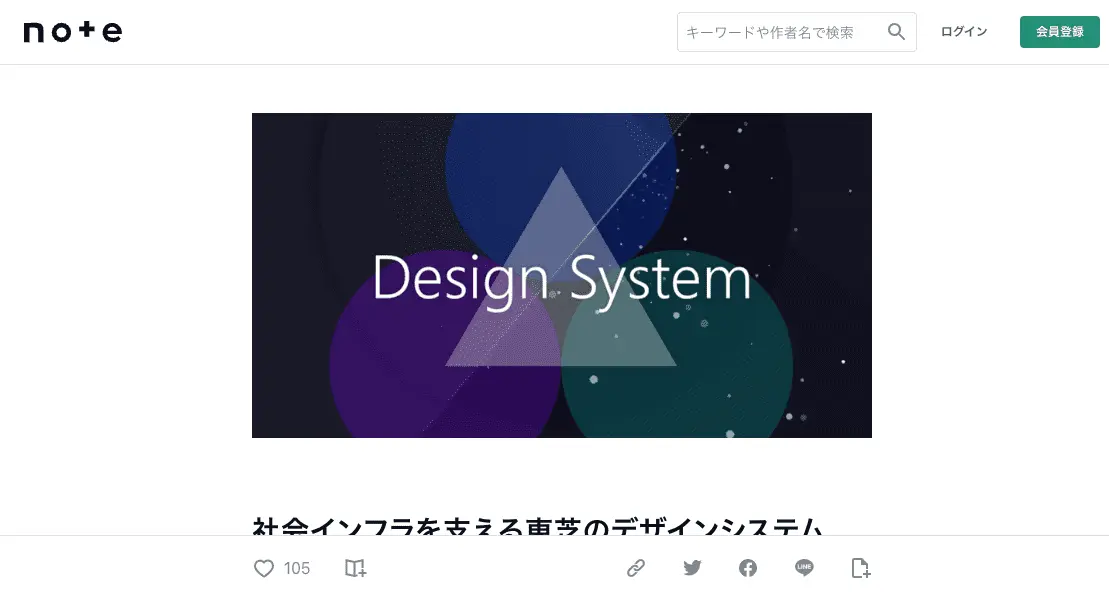 note
キーワードや作者名で検索
ログイン
会員登録
Design System
社会インフラを支える東芝のデザインシステム
105
LINE